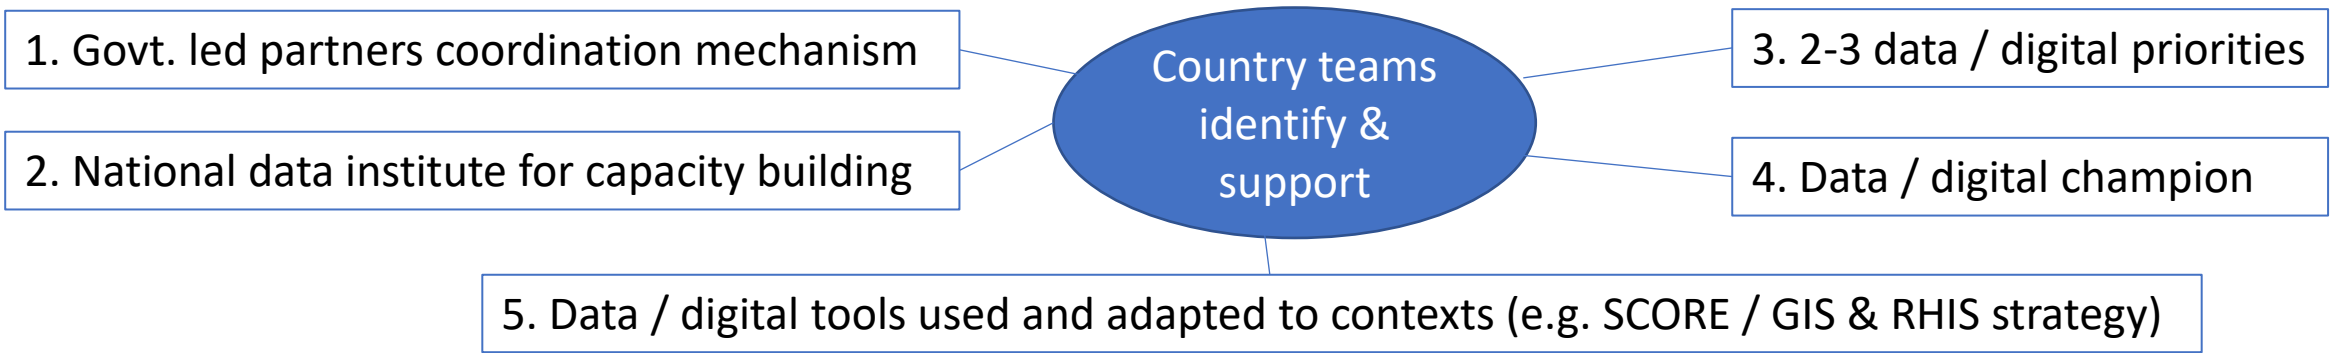 1. Govt. led partners coordination mechanism
2. National data institute for capacity building
Country teams
identify &
support
3. 2-3 data / digital priorities
4. Data / digital champion
5. Data / digital tools used and adapted to contexts (e.g. SCORE / GIS & RHIS strategy)